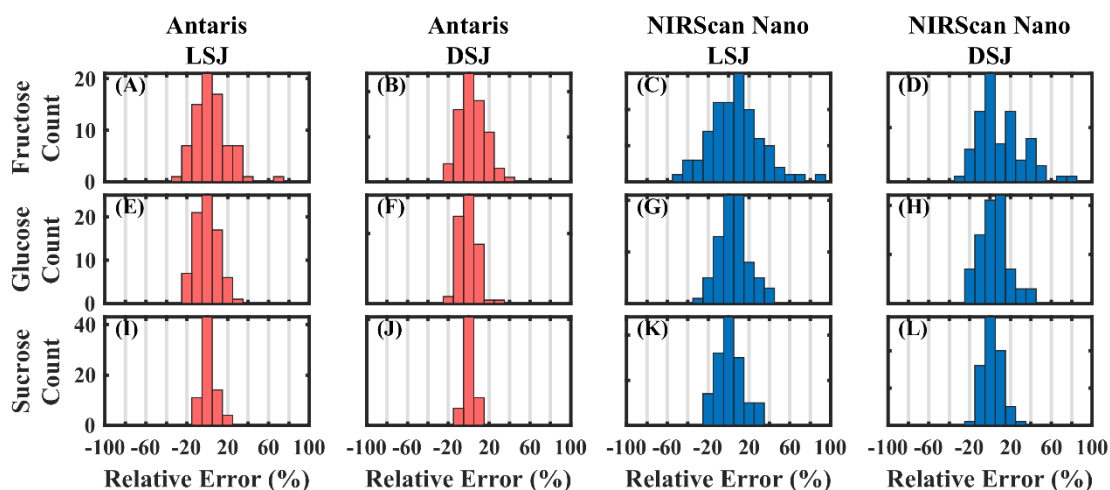 Antaris Antaris NIRScan Nano NIRScan Nano
LSJ DSJ LSJ DSJ
Fructose
Count
20
10
0
(A) (B) (C) (D)
Glucose
Count
20
10
0
(E) (F) (G) (H)
Sucrose
Count
40
20
0
(I) (J) (K) (L)
-100 -60 -20 20 60 100 -100 -60 -20 20 60 100 -100 -60 -20 20 60 100 -100 -60 -20 20 60 100
Relative Error (%) Relative Error (%) Relative Error (%) Relative Error (%)